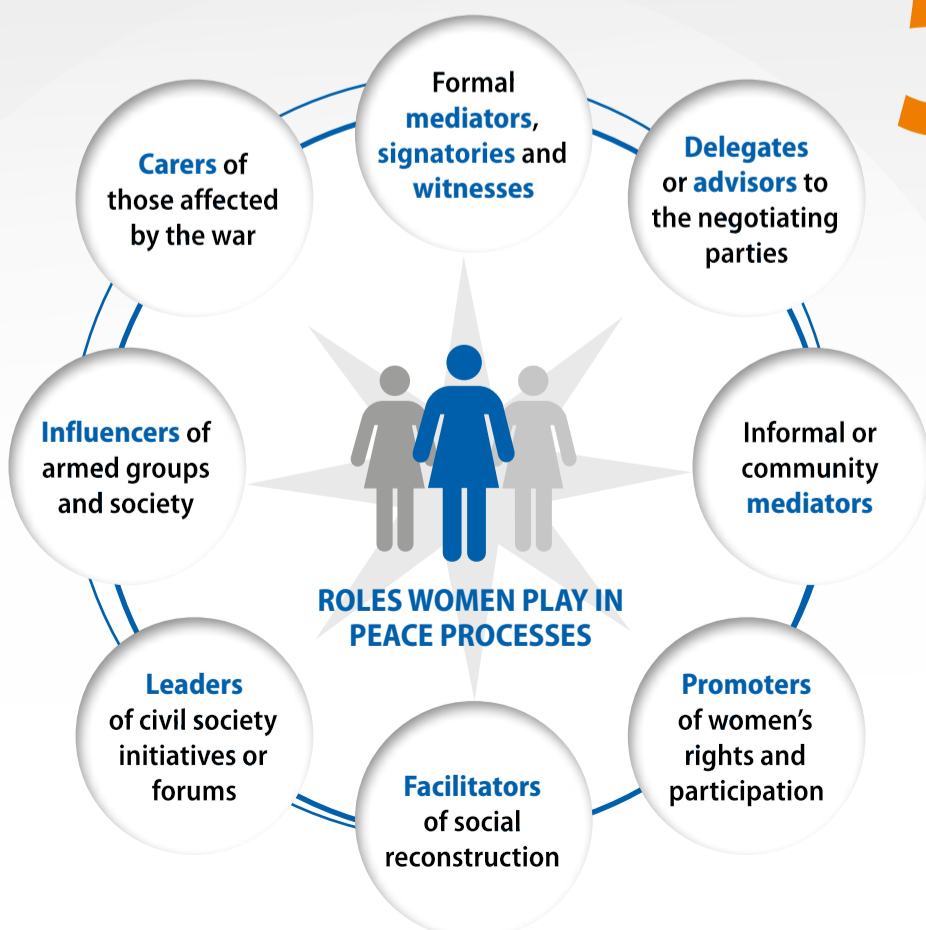 Formal
mediators,
signatories and
witnesses
Delegates
or advisors to
the negotiating
parties
Informal or
community
mediators
Promoters
of women's
rights and
participation
Facilitators
of social
reconstruction
Leaders
of civil society
initiatives or
forums
Influencers of
armed groups
and society
Carers of
those affected
by the war
ROLES WOMEN PLAY IN
PEACE PROCESSES